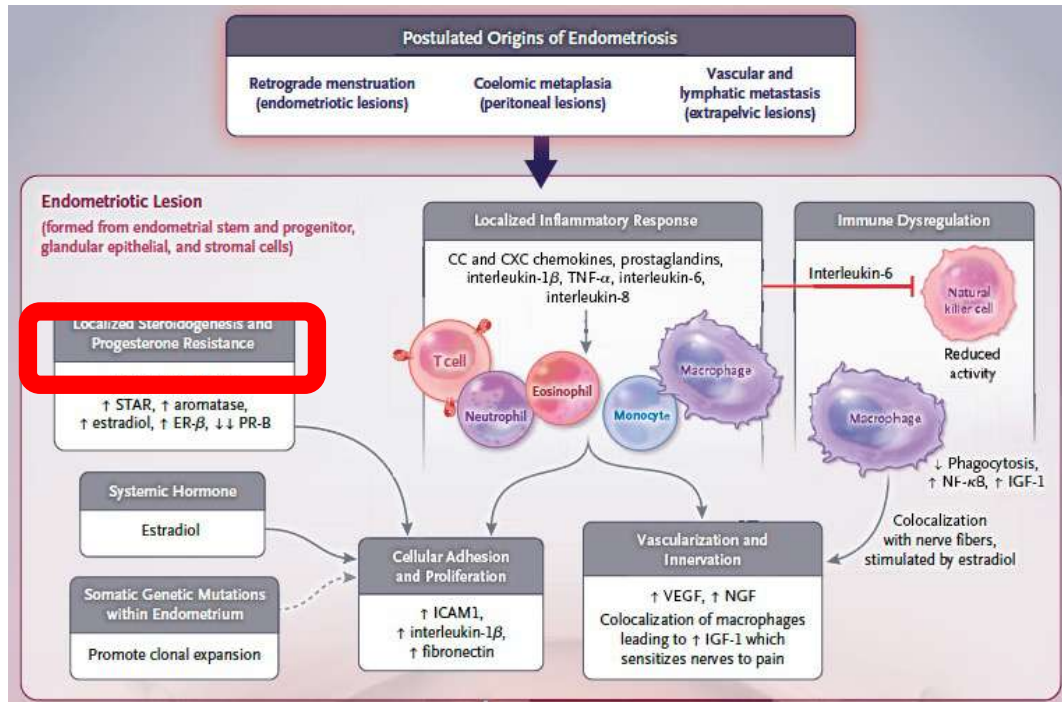 Postulated Origins of Endometriosis
Retrograde menstruation
(endometriotic lesions)
Coelomic metaplasia
(peritoneal lesions)
Vascular and
lymphatic metastasis
(extrapelvic lesions)
Endometriotic Lesion
(formed from endometrial stem and progenitor,
glandular epithelial, and stromal cells)
Localized Steroidogenesis and
Progesterone Resistance
↑ STAR, ↑ aromatase,
↑ estradiol, ↑ ER-β, ↓↓ PR-B
Systemic Hormone
Estradiol
Somatic Genetic Mutations
within Endometrium
Promote clonal expansion
Localized Inflammatory Response
CC and CXC chemokines, prostaglandins,
interleukin-1β, TNF-α, interleukin-6,
interleukin-8
T cell
Neutrophil
Eosinophil
Monocyte
Macrophage
Cellular Adhesion
and Proliferation
↑ ICAM1,
↑ interleukin-1β,
↑ fibronectin
Vascularization and
Innervation
↑ VEGF, ↑ NGF
Colocalization of macrophages
leading to ↑ IGF-1 which
sensitizes nerves to pain
Immune Dysregulation
Interleukin-6
Natural
killer cell
Reduced
activity
Macrophage
↓ Phagocytosis,
↑ NF-κB, ↑ IGF-1
Colocalization
with nerve fibers,
stimulated by estradiol